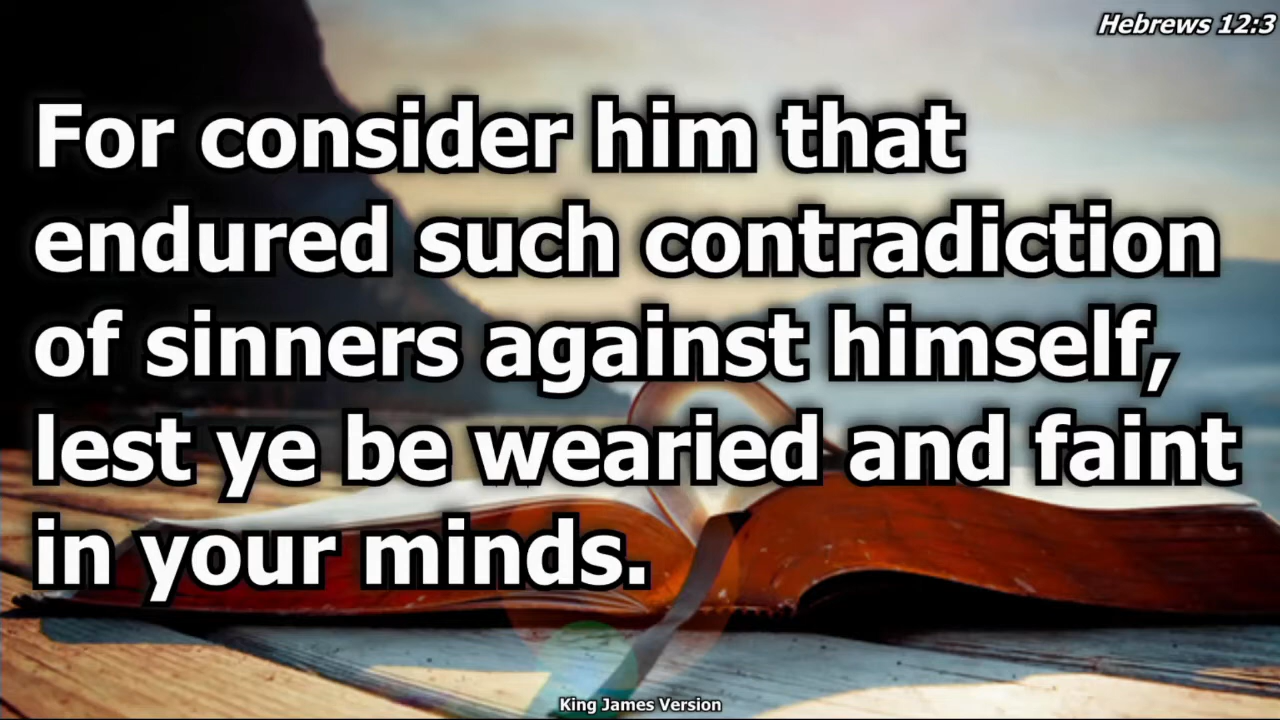 Hebrews 12:3
For consider him that
endured such contradiction
of sinners against himself,
lest ye be wearied and faint
in your minds.
King James Version